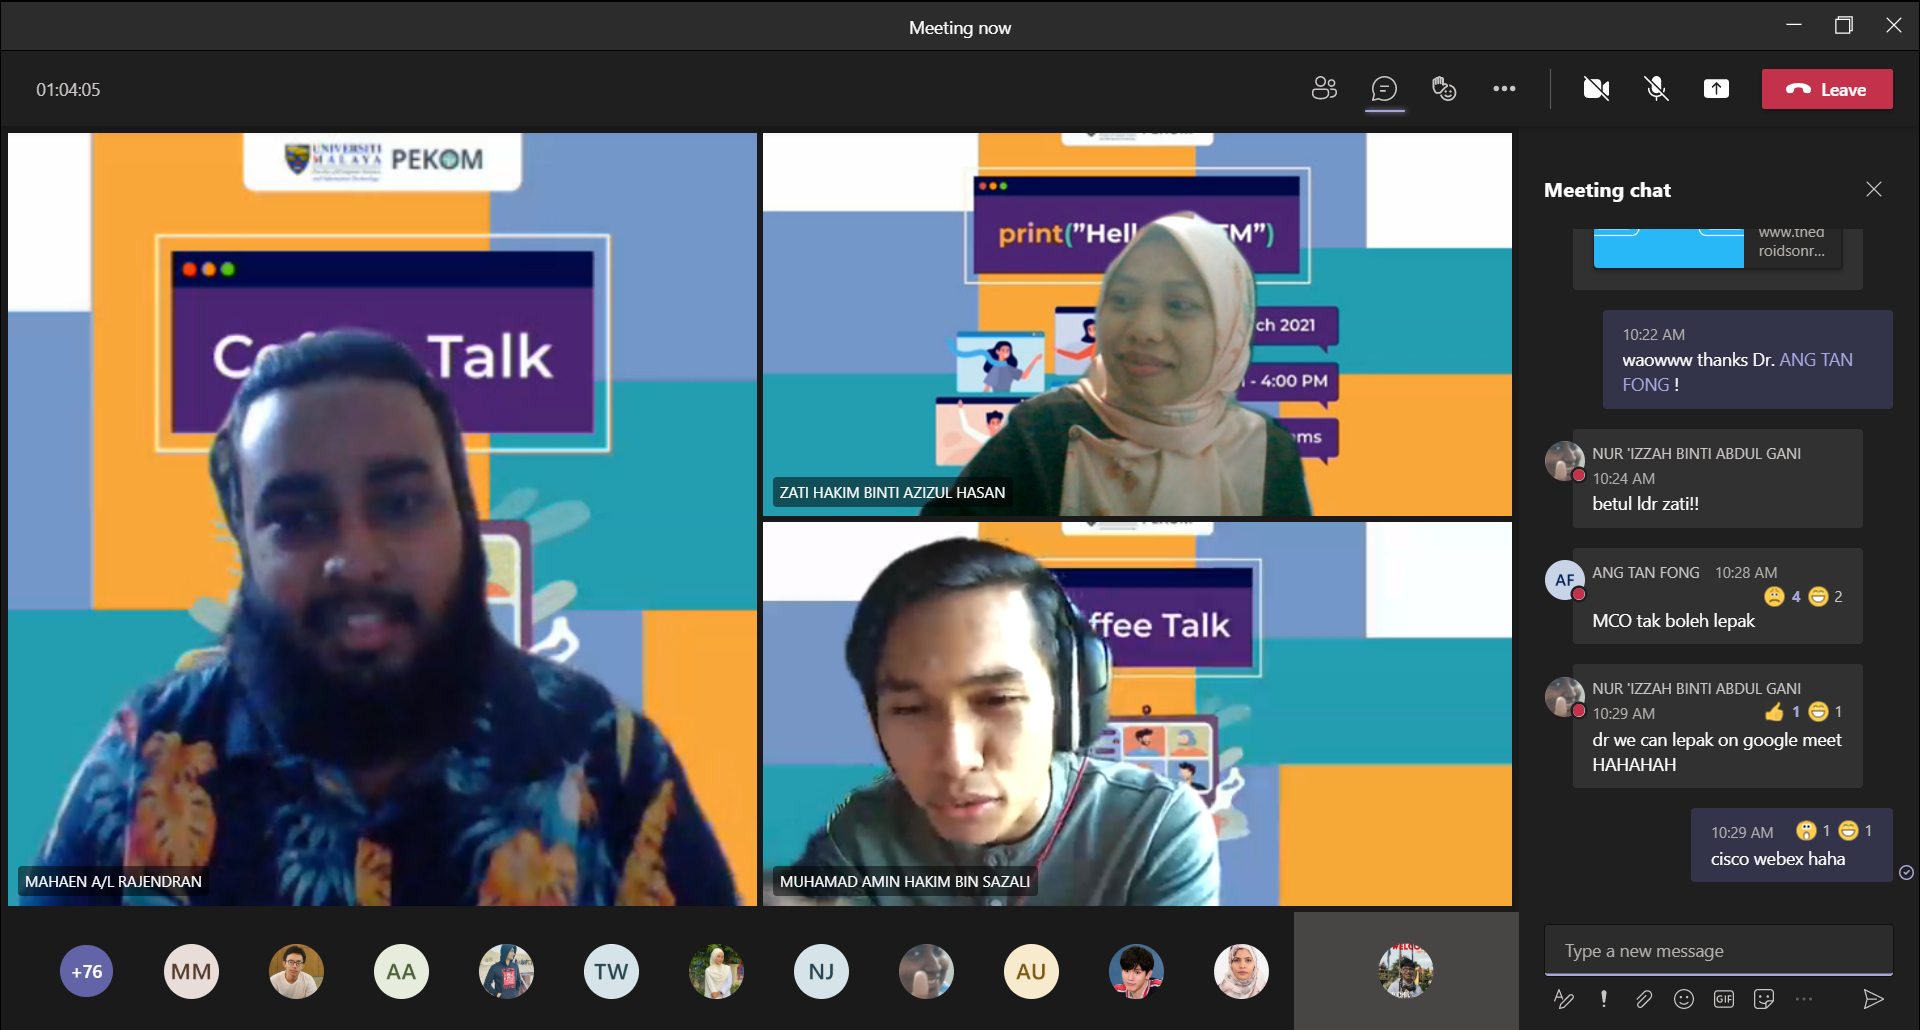 Meeting now
01:04:05
Leave
UNIVERSITI
MALAYA
PEKOM
Talk
MAHAEN A/L RAJENDRAN
print("Hell
TM")
ch 2021
- 4:00 PM
ms
ZATI HAKIM BINTI AZIZUL HASAN
ffee Talk
MUHAMAD AMIN HAKIM BIN SAZALI
+76
MM
AA
TW
NJ
AU
Meeting chat
www.thed
roidsonr...
10:22 AM
waowww thanks Dr. ANG TAN
FONG !
NUR 'IZZAH BINTI ABDUL GANI
10:24 AM
betul ldr zati!!
AF
ANG TAN FONG 10:28 AM
4 2
MCO tak boleh lepak
NUR 'IZZAH BINTI ABDUL GANI
10:29 AM 1 1
dr we can lepak on google meet
HAHAHAH
10:29 AM 1 1
cisco webex haha
Type a new message
GIF